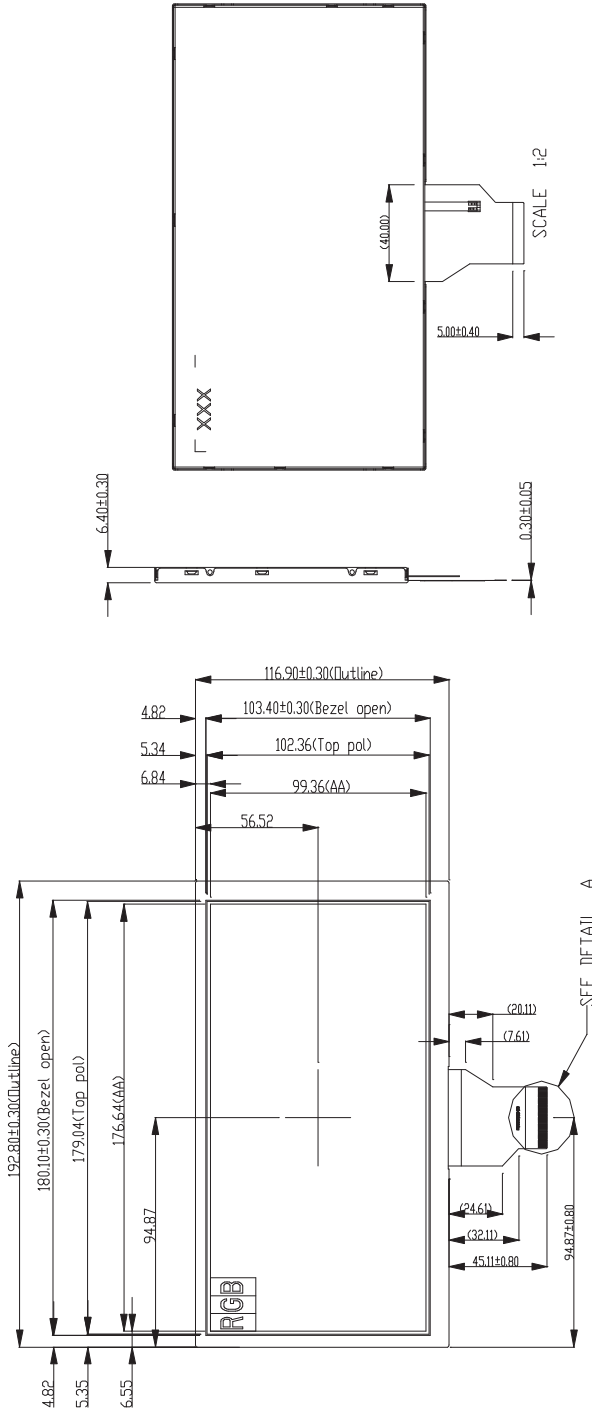 XXX
(40.00)
SCALE 1:2
5.00±0.40
6.40±0.30
0.30±0.05
116.90±0.30(Outline)
103.40±0.30(Bezel open)
102.36(Top pol)
99.36(AA)
56.52
4.82
5.34
6.84
192.80±0.30(Outline)
180.10±0.30(Bezel open)
179.04(Top pol)
176.64(AA)
94.87
4.82
5.35
6.55
RGB
SEE DETAIL A
(20.11)
(7.61)
(24.61)
(32.11)
45.11±0.80
94.87±0.80